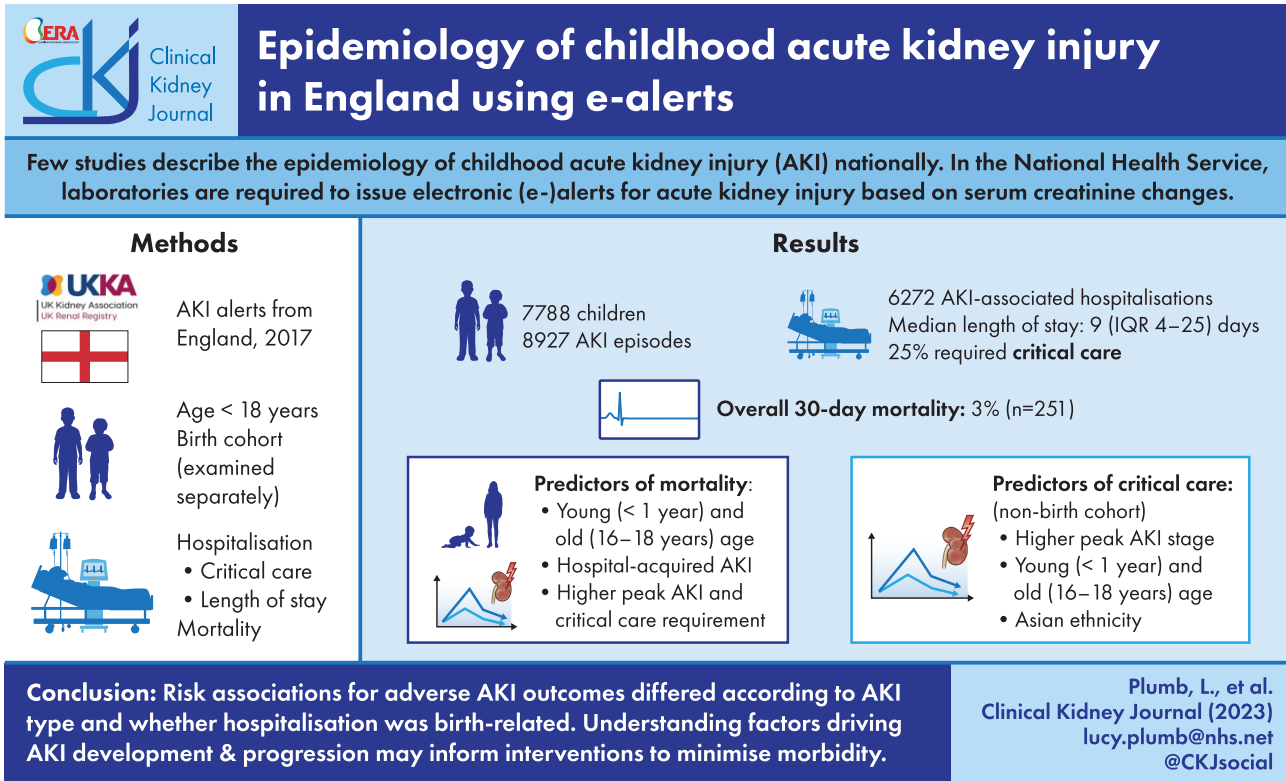 ERA
CKJ
Clinical
Kidney
Journal
Epidemiology of childhood acute kidney injury
in England using e-alerts
Few studies describe the epidemiology of childhood acute kidney injury (AKI) nationally. In the National Health Service,
laboratories are required to issue electronic (e-)alerts for acute kidney injury based on serum creatinine changes.
Methods
UKKA
UK Kidney Association
UK Renal Registry
AKI alerts from
England, 2017
Age < 18 years
Birth cohort
(examined
separately)
Hospitalisation
• Critical care
• Length of stay
Mortality
Results
7788 children
8927 AKI episodes
6272 AKI-associated hospitalisations
Median length of stay: 9 (IQR 4–25) days
25% required critical care
Overall 30-day mortality: 3% (n=251)
Predictors of mortality:
• Young (< 1 year) and
old (16–18 years) age
• Hospital-acquired AKI
• Higher peak AKI and
critical care requirement
Predictors of critical care:
(non-birth cohort)
• Higher peak AKI stage
• Young (< 1 year) and
old (16–18 years) age
• Asian ethnicity
Conclusion: Risk associations for adverse AKI outcomes differed according to AKI
type and whether hospitalisation was birth-related. Understanding factors driving
AKI development & progression may inform interventions to minimise morbidity.
Plumb, L., et al.
Clinical Kidney Journal (2023)
lucy.plumb@nhs.net
@CKJsocial